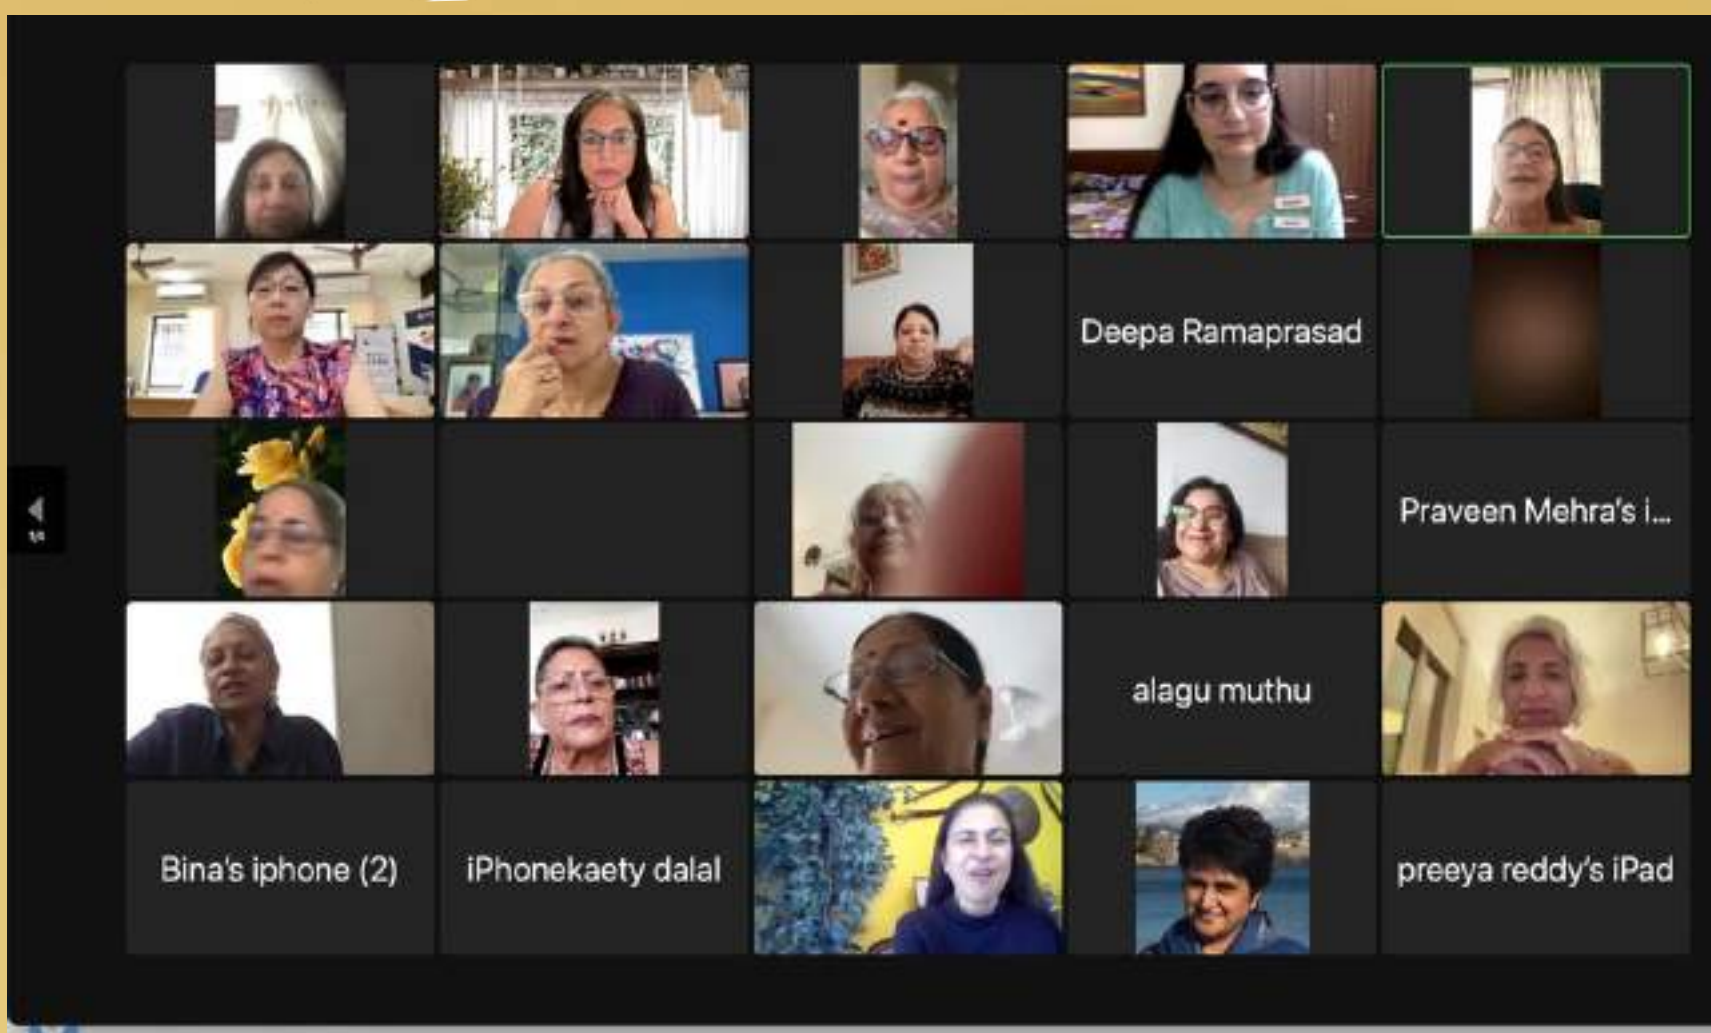 Deepa Ramaprasad
Praveen Mehra's i...
alagu muthu
Bina's iphone (2)
iPhonekaety dalal
preeya reddy's iPad